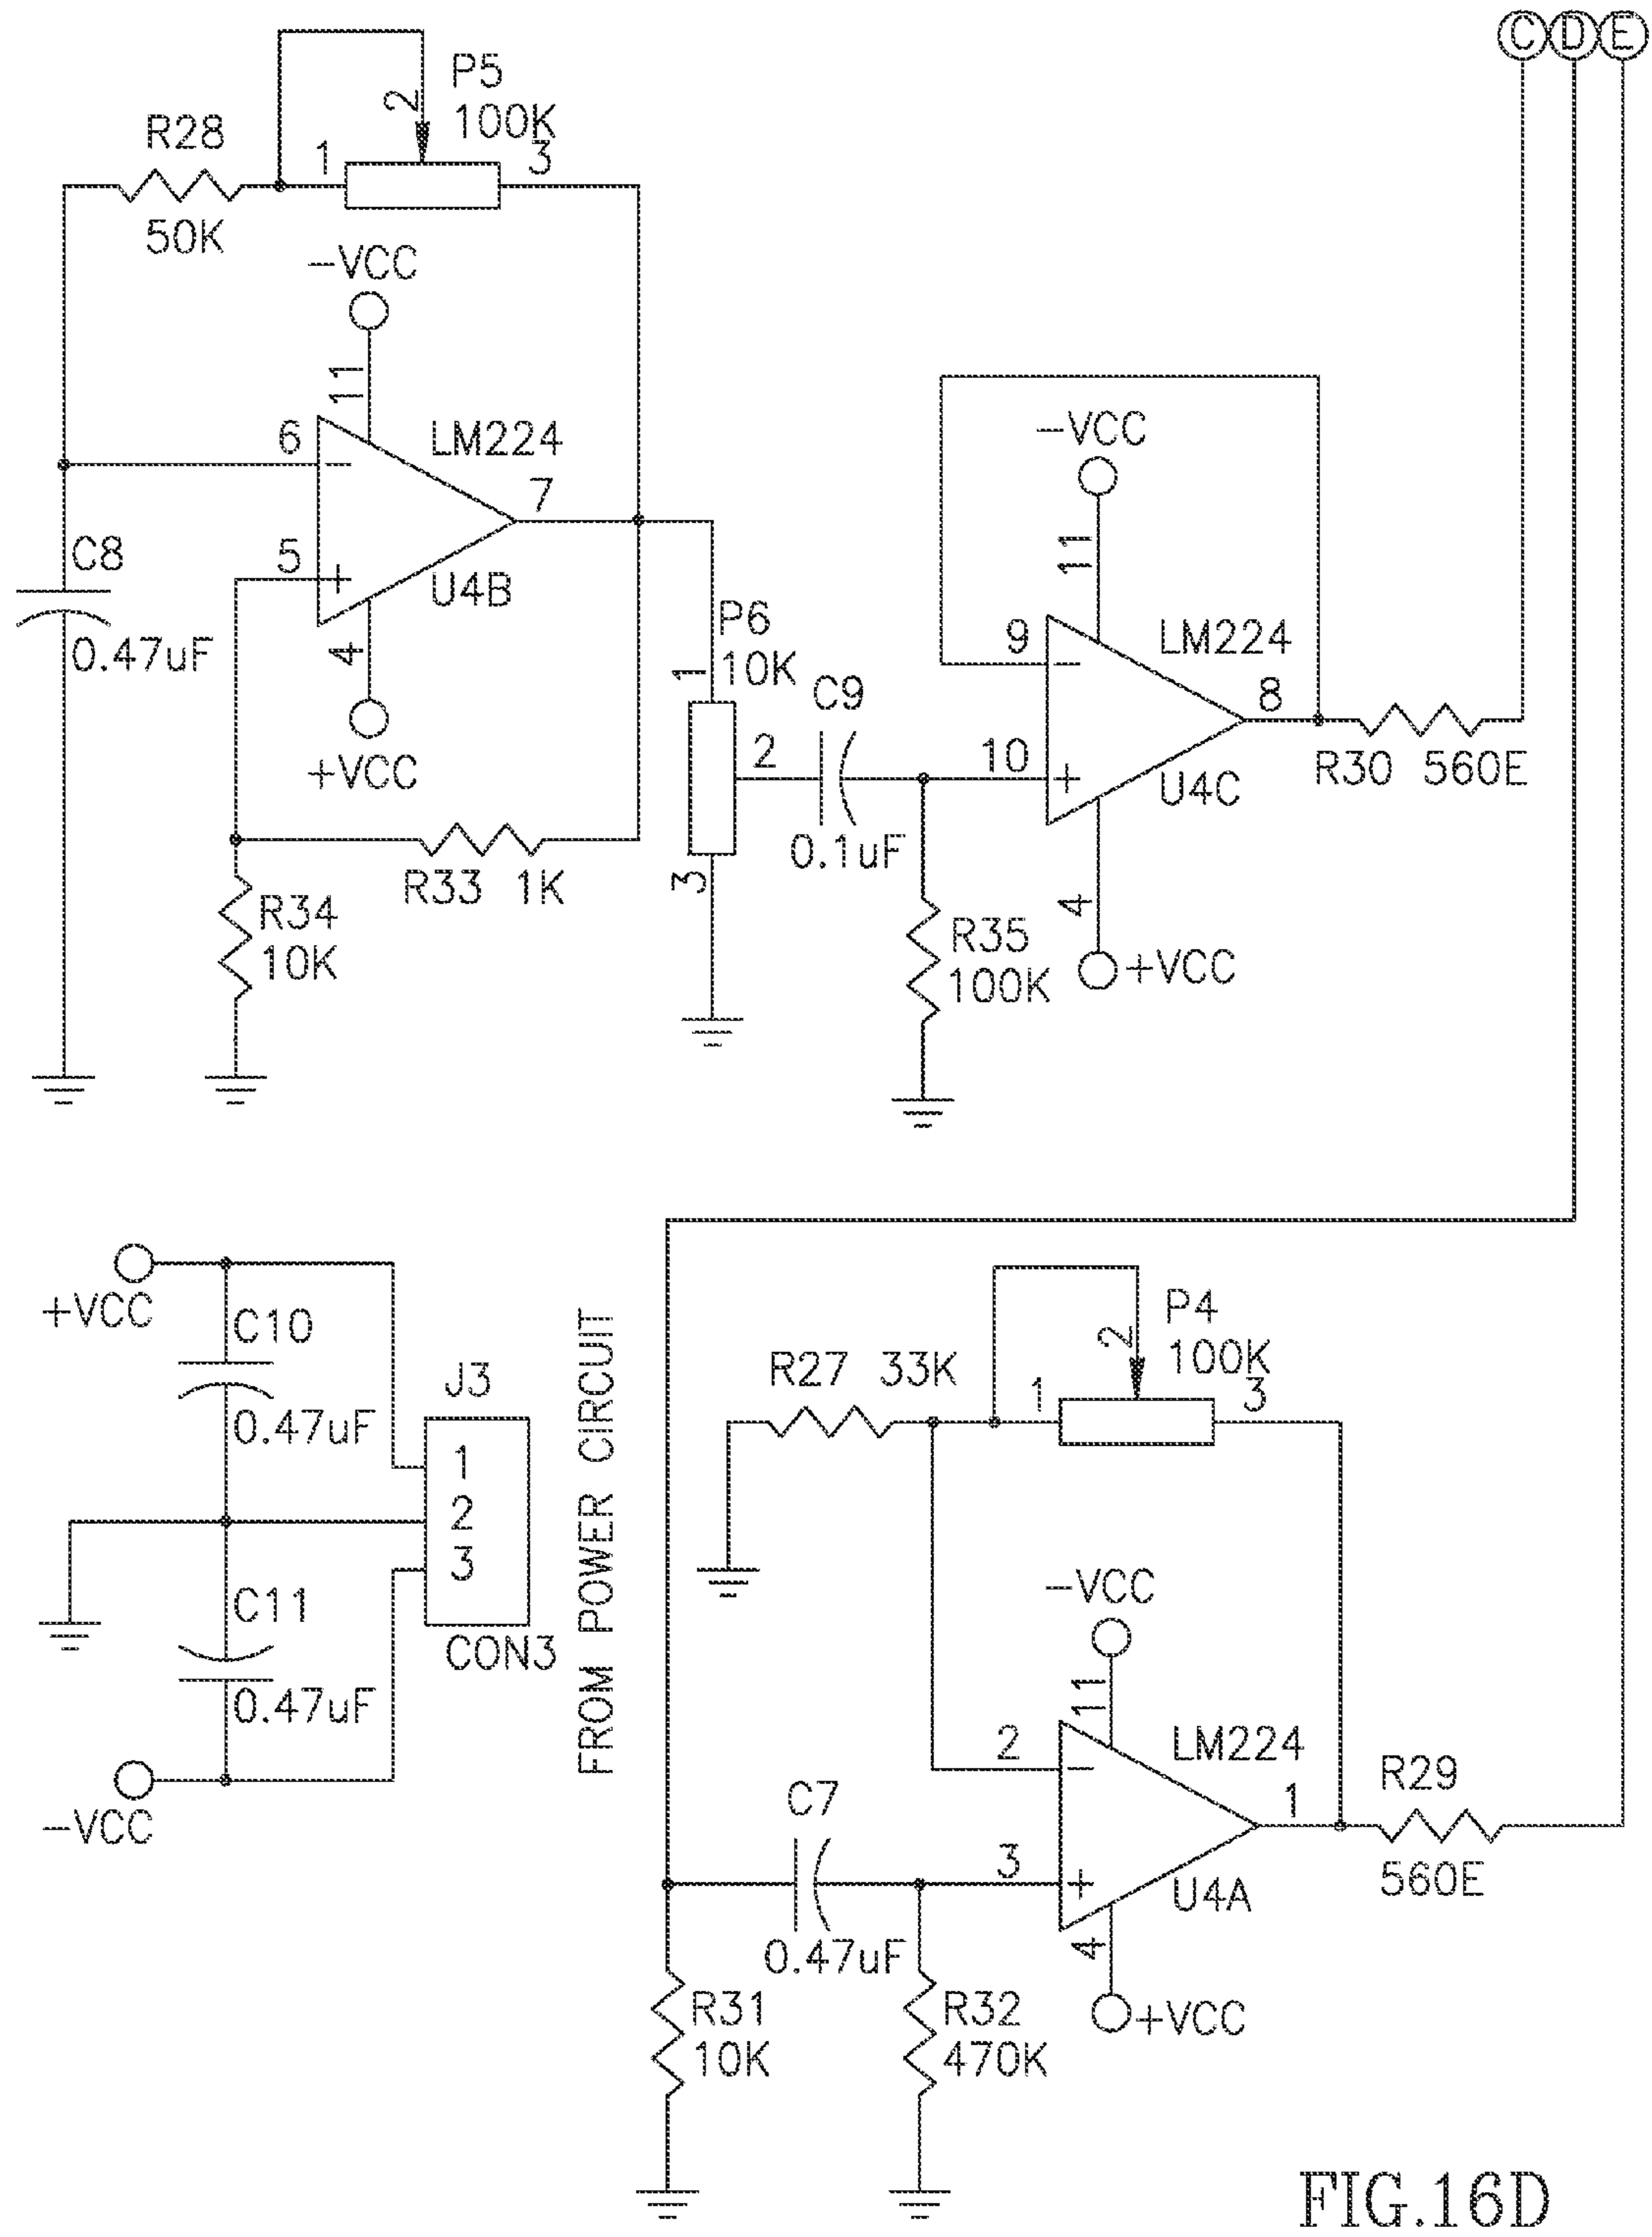 C D E
P5
100K
R28
50K
1
2
3
-VCC
11
6
-
LM224
7
5
+
U4B
4
+VCC
C8
0.47uF
R33 1K
R34
10K
P6
10K
1
2
3
C9
0.1uF
-VCC
11
9
-
LM224
8
10
+
U4C
4
+VCC
R30 560E
R35
100K
+VCC
C10
0.47uF
J3
1
2
3
CON3
C11
0.47uF
-VCC
FROM POWER CIRCUIT
P4
100K
R27 33K
1
2
3
-VCC
11
2
-
LM224
1
R29
560E
C7
0.47uF
3
+
U4A
4
+VCC
R31
10K
R32
470K
FIG.16D